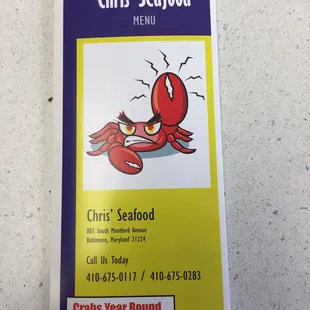 Chris' Seafood
MENU
Chris' Seafood
801 South Montford Avenue
Baltimore, Maryland 21224
Call Us Today
410-675-0117 / 410-675-0283
Crabs Year Round